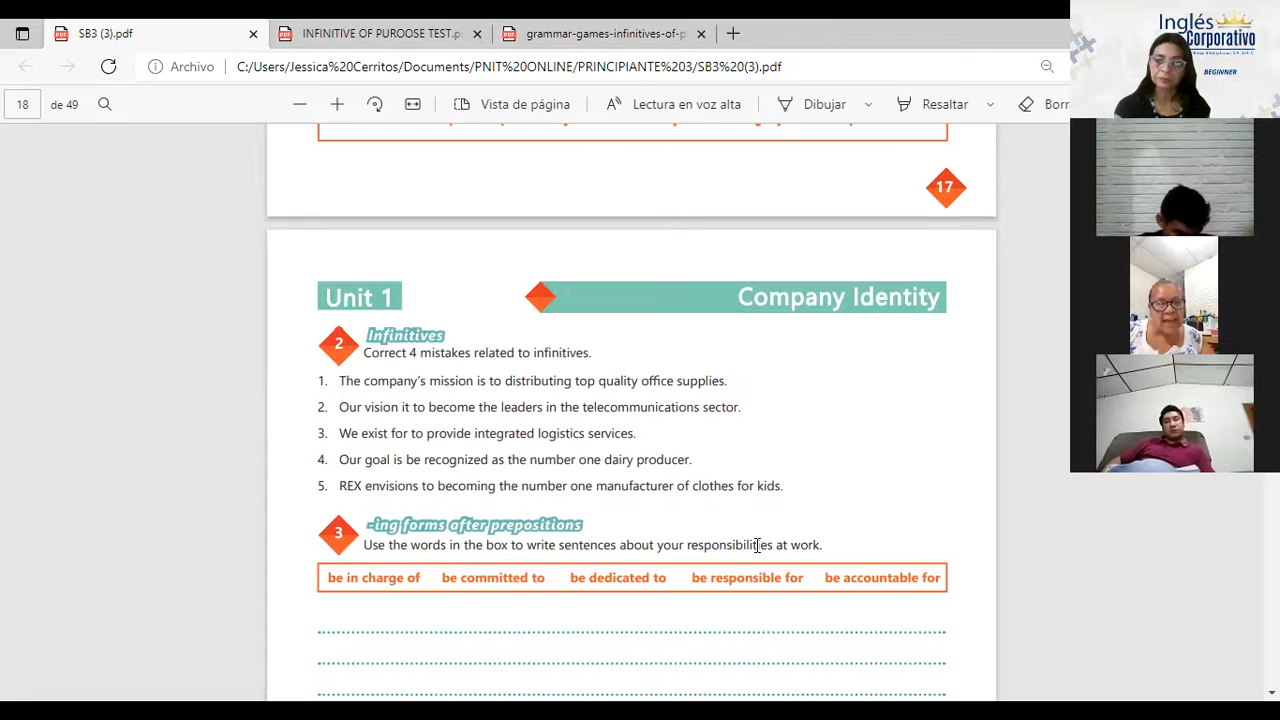 SB3 (3).pdf
INFINITIVE OF PUROOSE TEST.p
grammar-games-infinitives-of-p
Archivo
C:/Users/Jessica%20Cerritos/Documents/PNC%20ONLINE/PRINCIPIANTE%203/SB3%20(3).pdf
18 de 49
Vista de página
Lectura en voz alta
Dibujar
Resaltar
Borr
Inglés
Corporativo
BEGINNER
17
Unit 1
Company Identity
2
Infinitives
Correct 4 mistakes related to infinitives.
1. The company's mission is to distributing top quality office supplies.
2. Our vision it to become the leaders in the telecommunications sector.
3. We exist for to provide integrated logistics services.
4. Our goal is be recognized as the number one dairy producer.
5. REX envisions to becoming the number one manufacturer of clothes for kids.
3
-ing forms after prepositions
Use the words in the box to write sentences about your responsibilities at work.
be in charge of be committed to be dedicated to be responsible for be accountable for